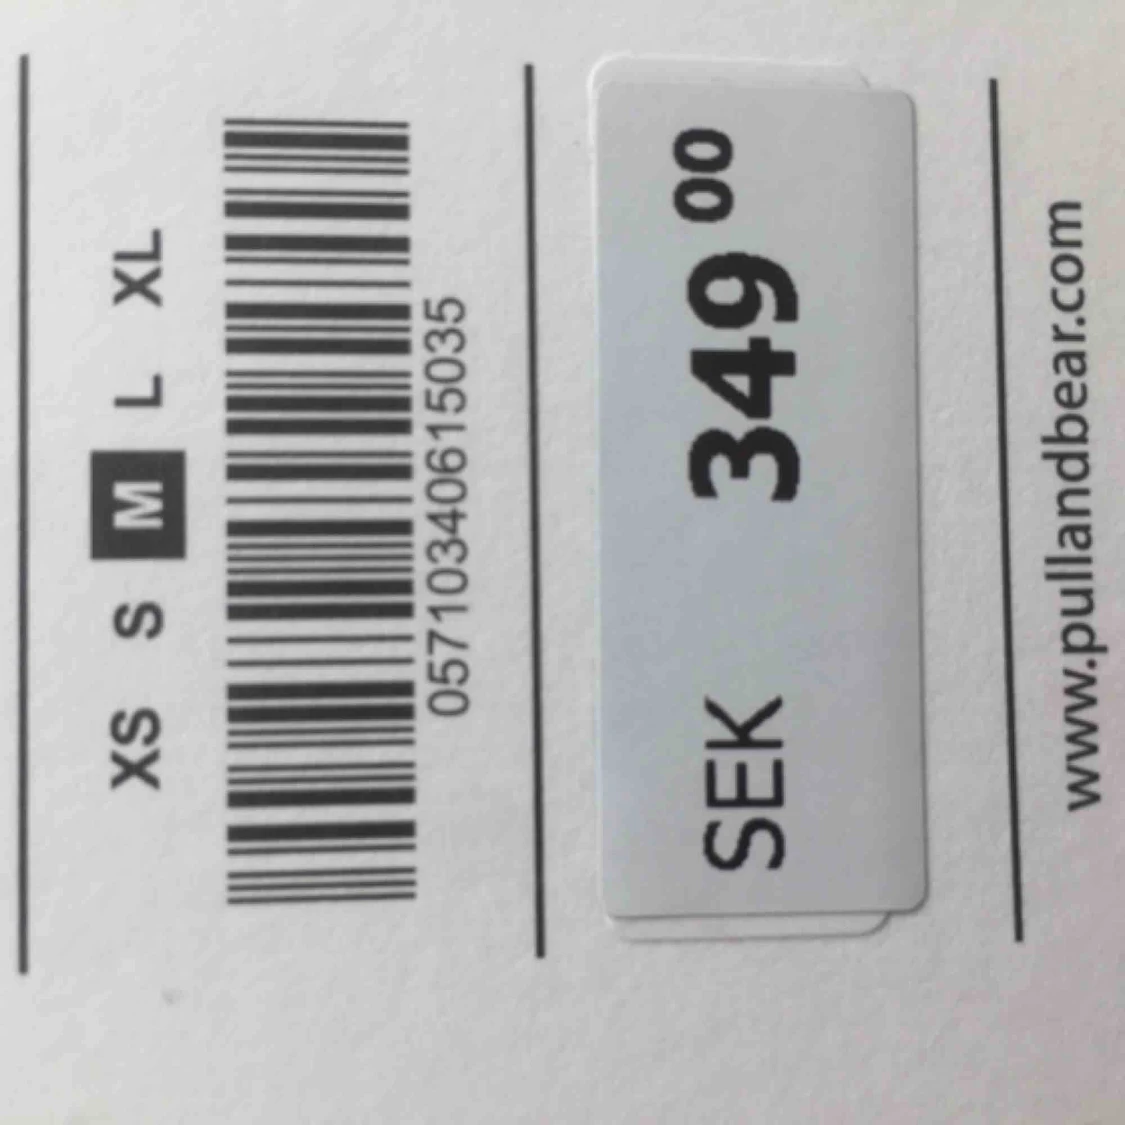 XS S M L XL
05710340615035
SEK 349 00
www.pullandbear.com